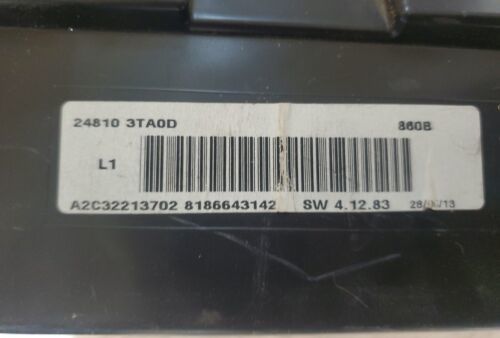 24810 3TA0D 860B
L1
A2C32213702 8186643142 SW 4.12.83